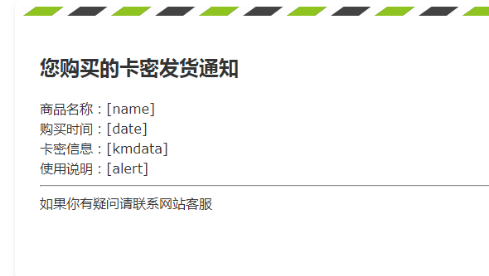 您购买的卡密发货通知
商品名称：[name]
购买时间：[date]
卡密信息：[kmdata]
使用说明：[alert]
如果你有疑问请联系网站客服